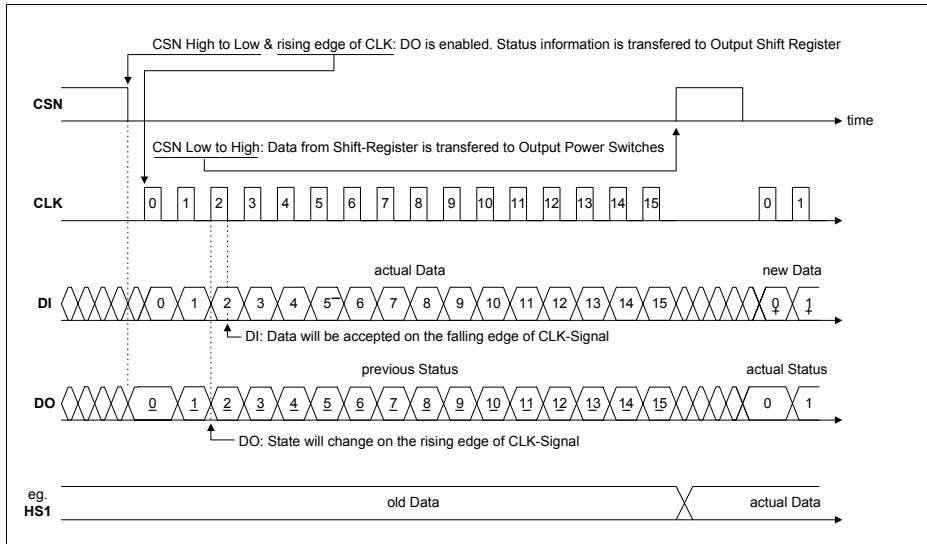 CSN High to Low & rising edge of CLK: DO is enabled. Status information is transfered to Output Shift Register
CSN
time
CSN Low to High: Data from Shift-Register is transfered to Output Power Switches
CLK
0 1 2 3 4 5 6 7 8 9 10 11 12 13 14 15 0 1
actual Data new Data
DI
0 1 2 3 4 5 6 7 8 9 10 11 12 13 14 15 0 1
DI: Data will be accepted on the falling edge of CLK-Signal
previous Status actual Status
DO
0 1 2 3 4 5 6 7 8 9 10 11 12 13 14 15 0 1
DO: State will change on the rising edge of CLK-Signal
eg.
HS1
old Data actual Data